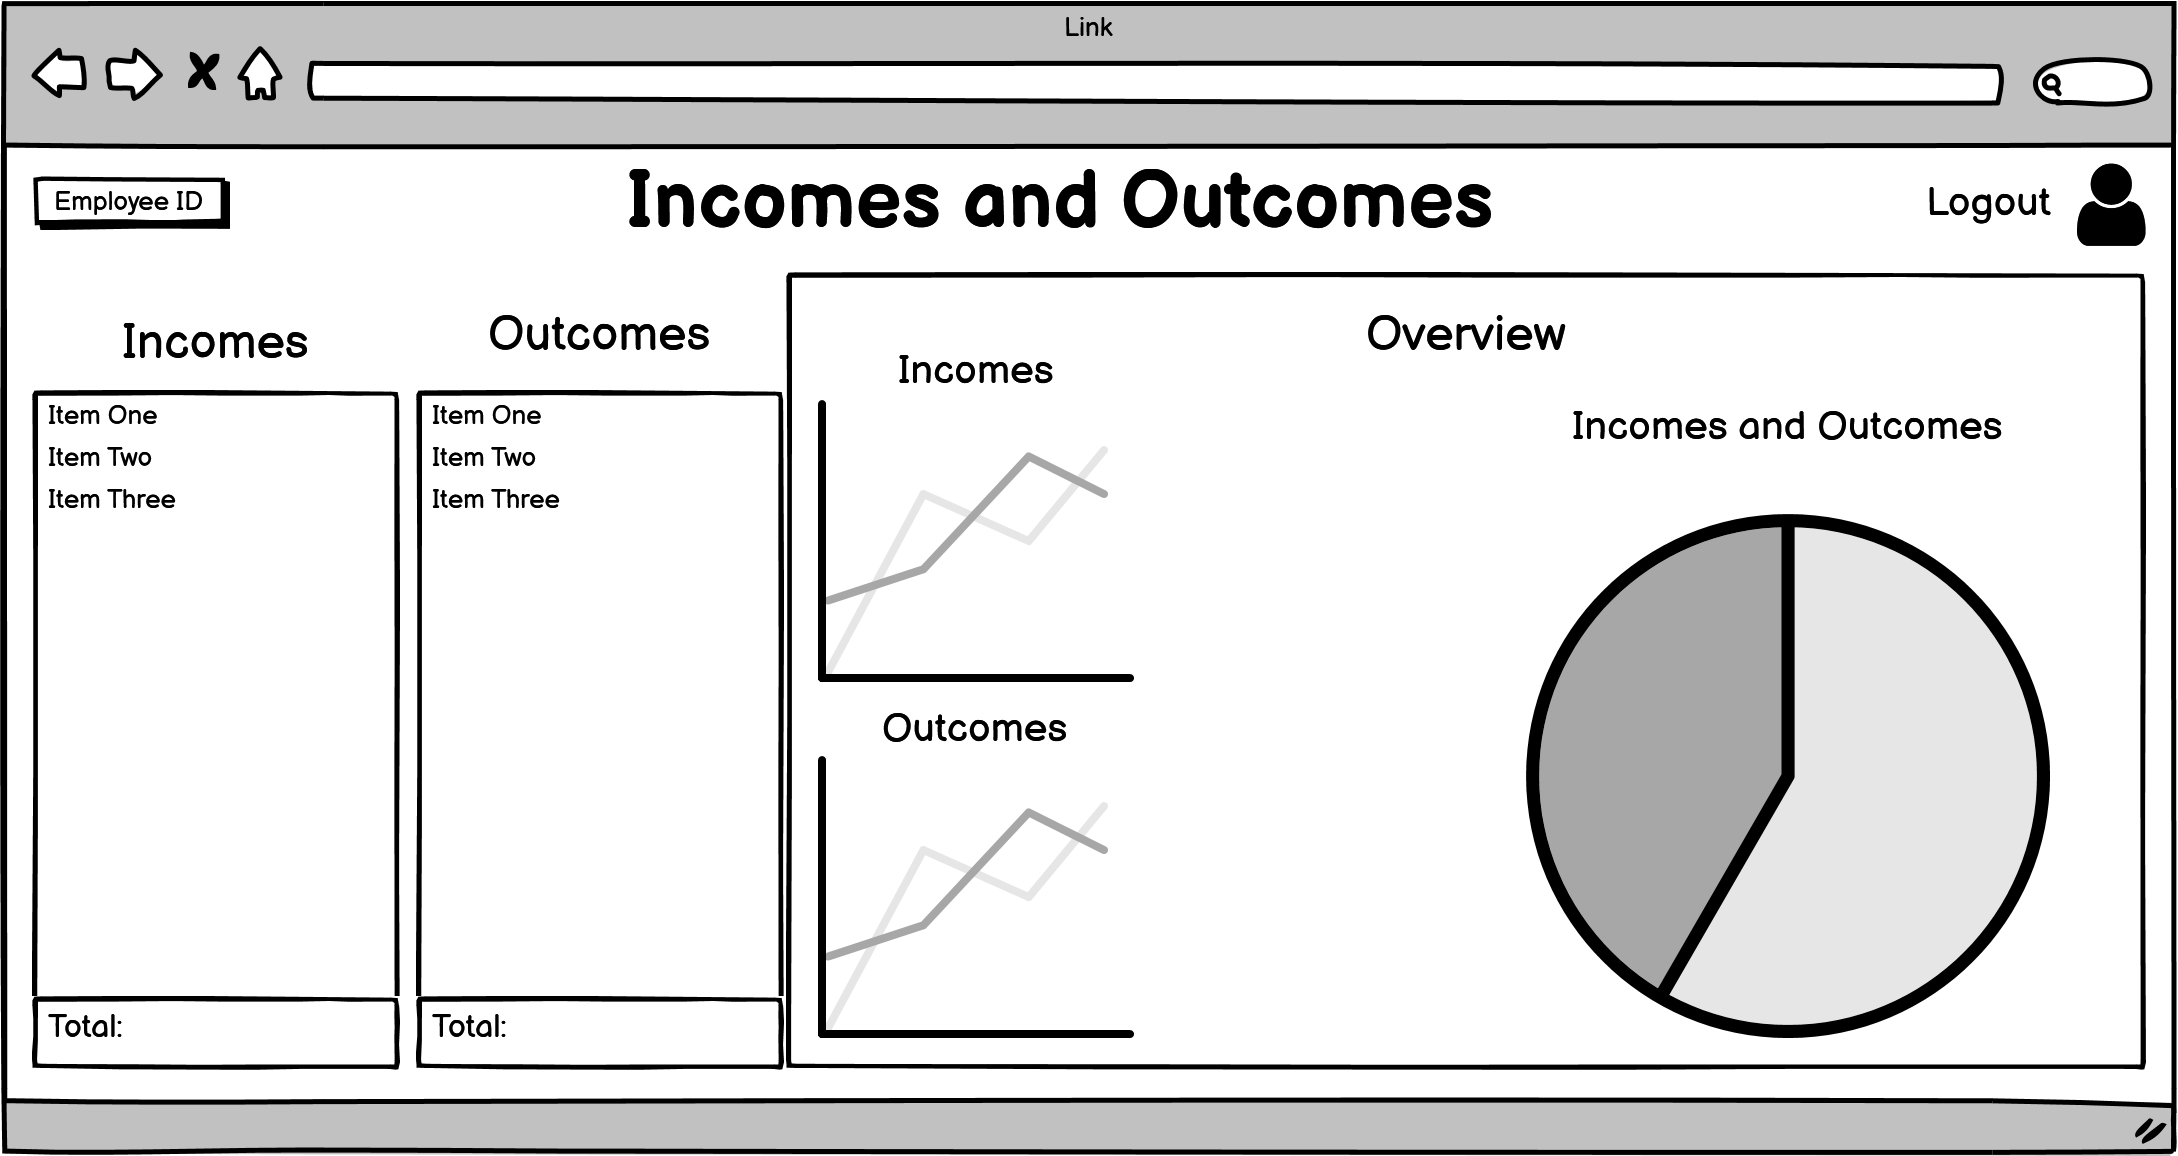 Link
Employee ID
Incomes and Outcomes
Logout
Incomes
Item One
Item Two
Item Three
Total:
Outcomes
Item One
Item Two
Item Three
Total:
Overview
Incomes
Outcomes
Incomes and Outcomes